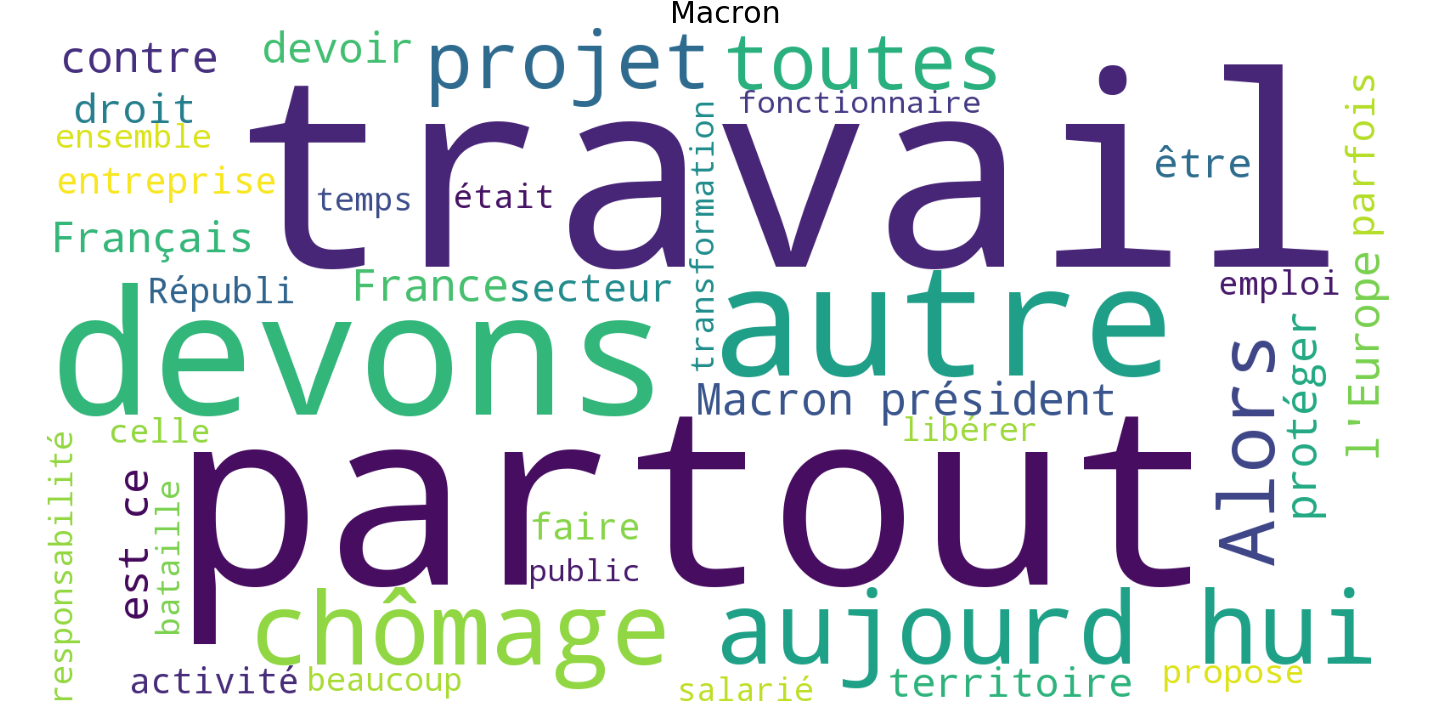 Macron
contre
devoir
projet
toutes
droit
fonctionnaire
travail
ensemble
entreprise
temps
était
transformation
être
parfois
Français
Républi
France
secteur
emploi
devons
autre
l'Europe
protéger
Macron président
Alors
celle
libérer
partout
responsabilité
est ce
bataille
faire
public
chômage
aujourd hui
activité
beaucoup
salarié
territoire
propose